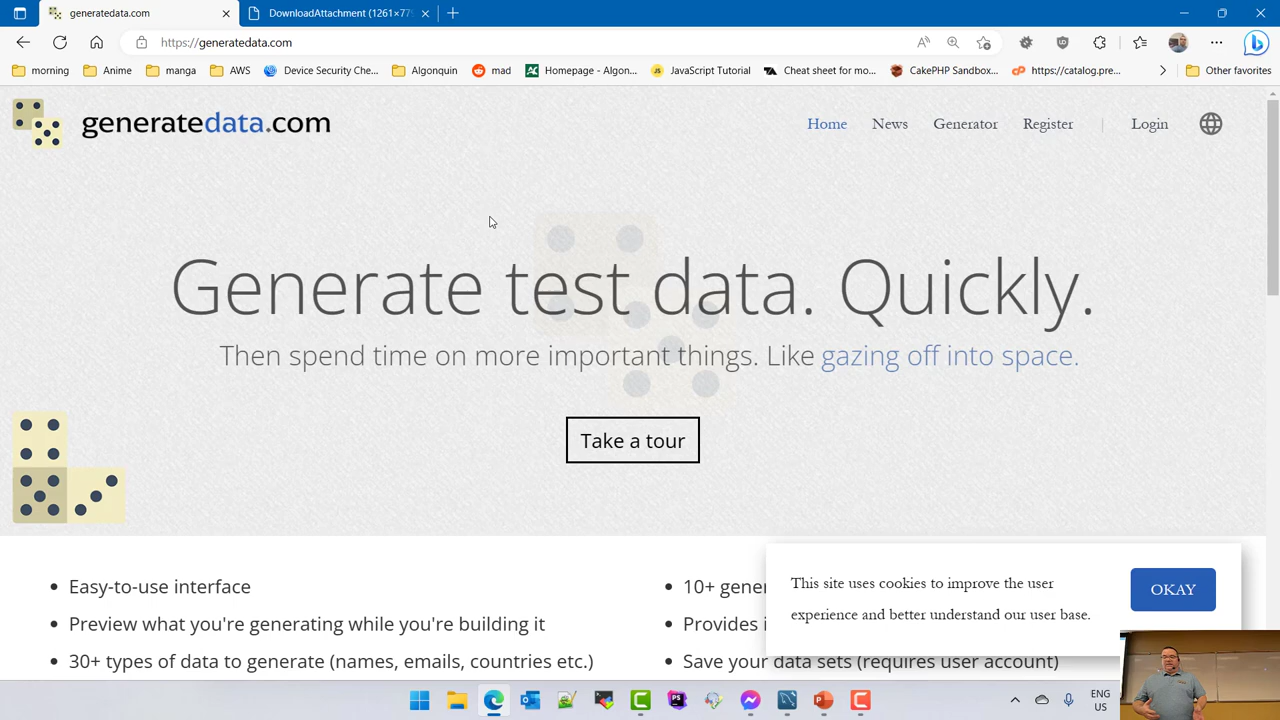 generatedata.com
DownloadAttachment (1261×775
https://generatedata.com
morning
Anime
manga
AWS
Device Security Che...
Algonquin
mad
Homepage - Algon...
JavaScript Tutorial
Cheat sheet for mo...
CakePHP Sandbox...
https://catalog.pre...
Other favorites
generatedata.com
Home
News
Generator
Register
Login
Generate test data. Quickly.
Then spend time on more important things. Like gazing off into space.
Take a tour
Easy-to-use interface
Preview what you're generating while you're building it
30+ types of data to generate (names, emails, countries etc.)
10+ gener
Provides i
Save your data sets (requires user account)
This site uses cookies to improve the user
experience and better understand our user base.
OKAY
ENG
US